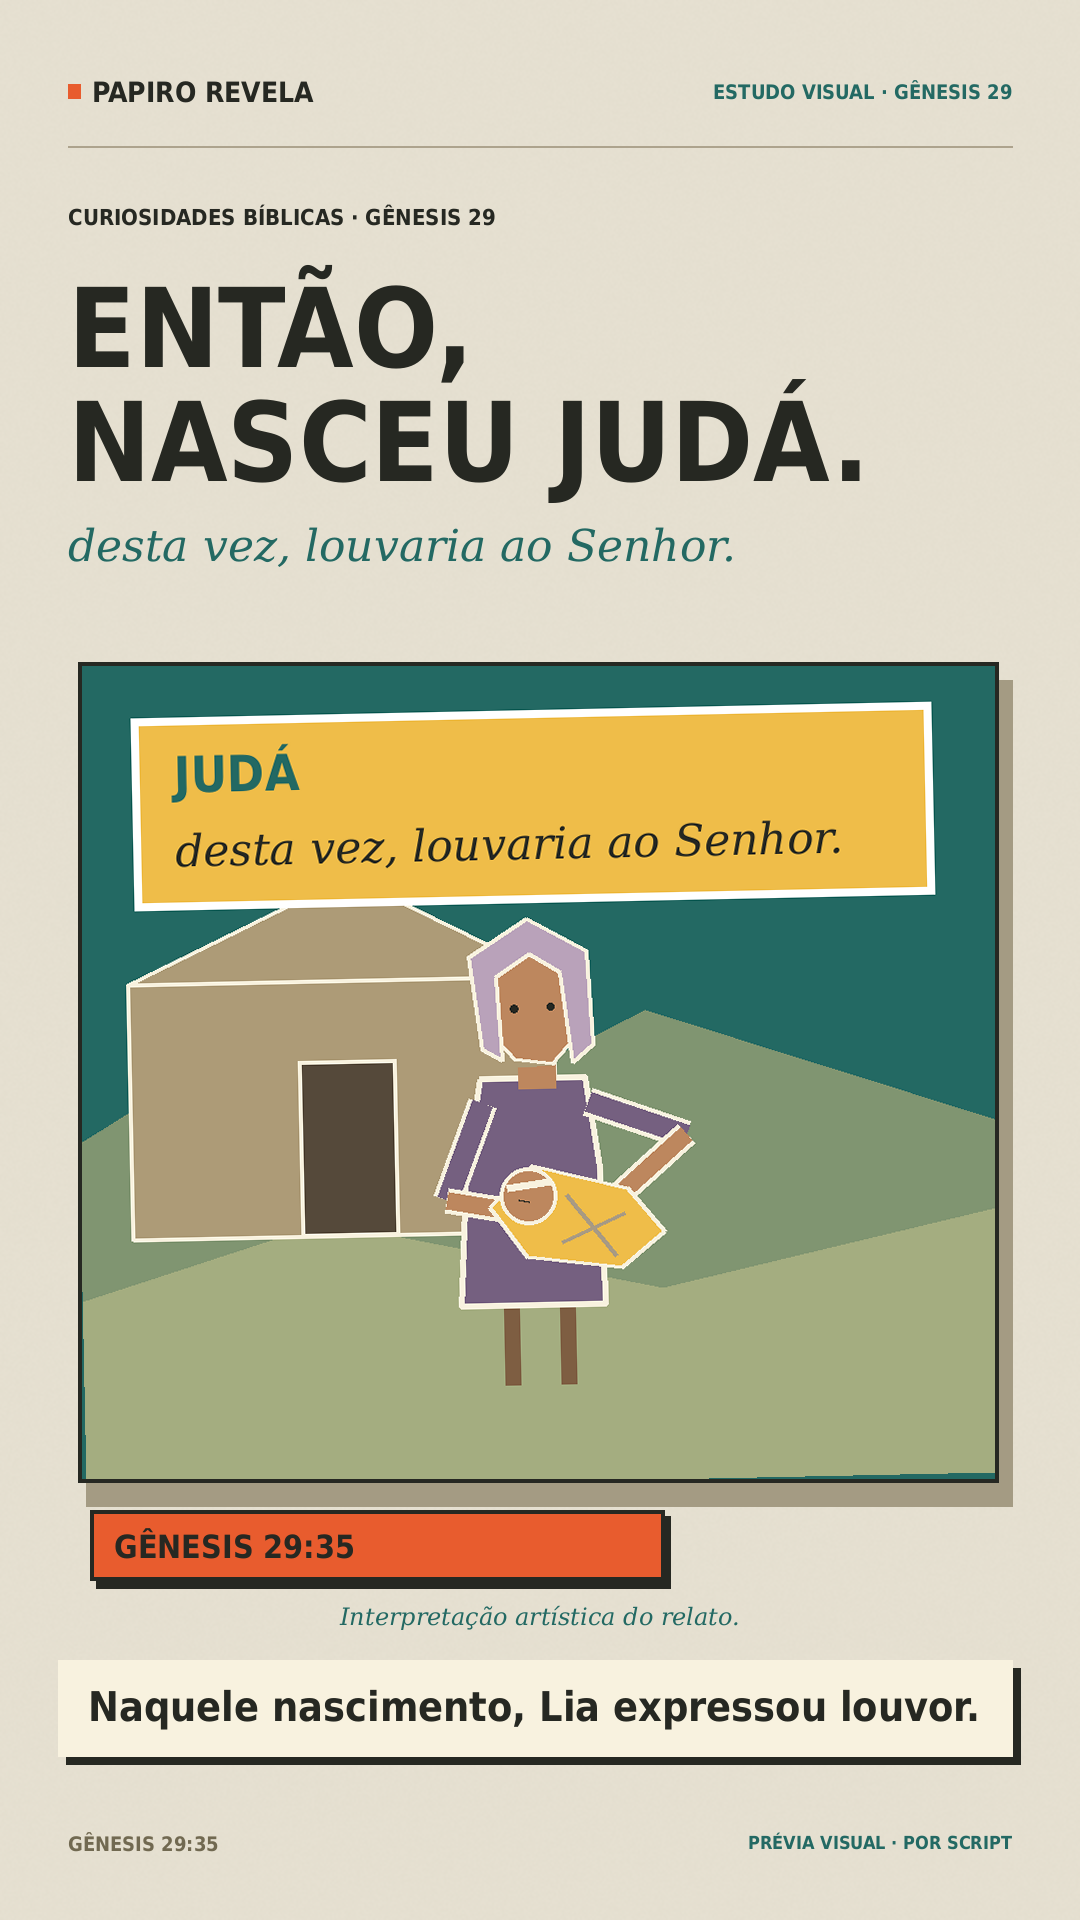 PAPIRO REVELA
ESTUDO VISUAL · GÊNESIS 29
CURIOSIDADES BÍBLICAS · GÊNESIS 29
ENTÃO,
NASCEU JUDÁ.
desta vez, louvaria ao Senhor.
JUDÁ
desta vez, louvaria ao Senhor.
GÊNESIS 29:35
Interpretação artística do relato.
Naquele nascimento, Lia expressou louvor.
GÊNESIS 29:35
PRÉVIA VISUAL · POR SCRIPT